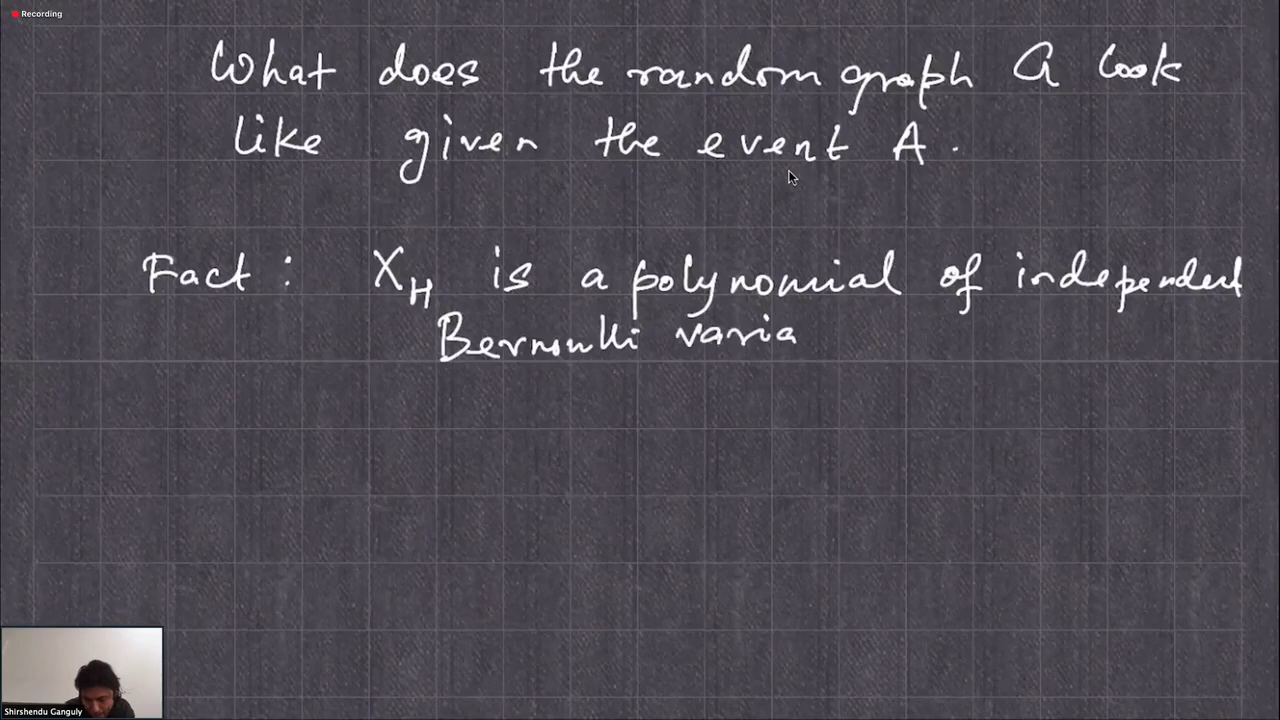 Recording
What does the random graph G look
like given the event A.
Fact: X_H is a polynomial of independent
Bernoulli varia
Shirshendu Ganguly